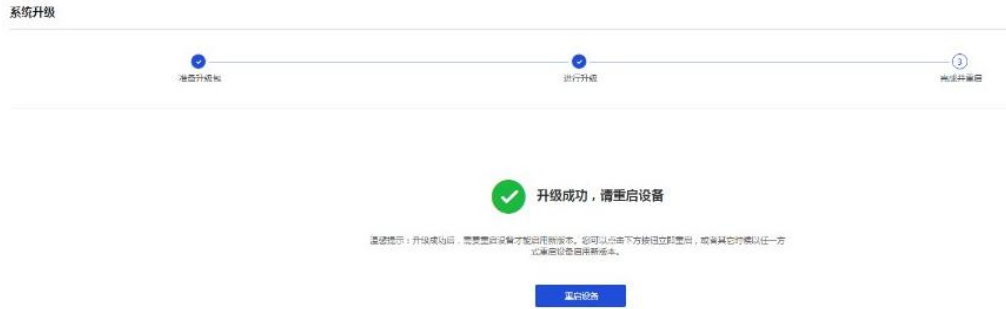 系统升级
3
准备升级包
进行升级
完成并重启
升级成功，请重启设备
温馨提示：升级成功后，需要重启设备才能启用新版本。您可以点击下方按钮立即重启，或者其它时候以任一方
式重启设备启用新版本。
重启设备